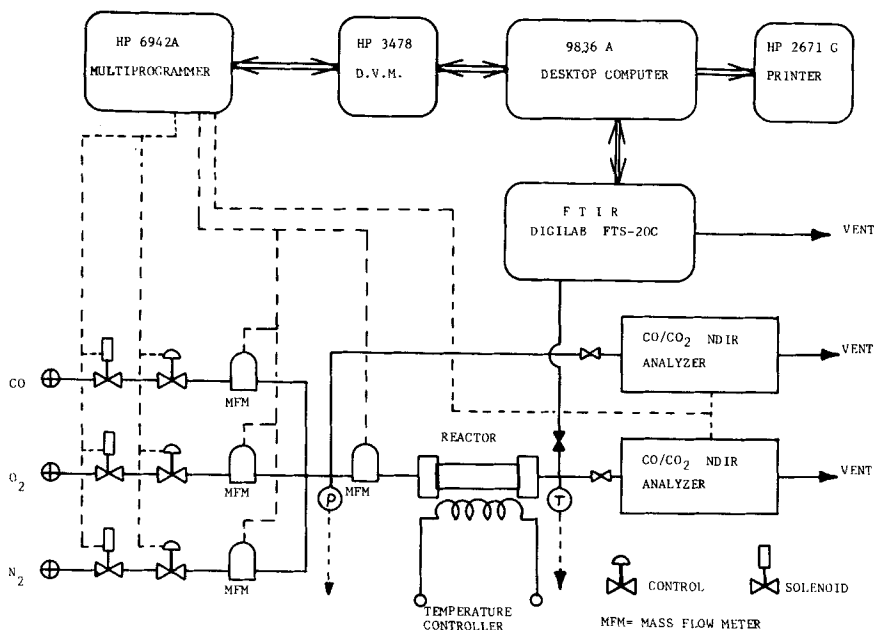 HP 6942A
MULTIPROGRAMMER
HP 3478
D.V.M.
9836 A
DESKTOP COMPUTER
HP 2671 G
PRINTER
F T I R
DIGILAB FTS-20C
VENT
CO/CO2 NDIR
ANALYZER
VENT
CO
MFM
REACTOR
CO/CO2 NDIR
ANALYZER
VENT
O2
MFM
MFM
P
T
N2
MFM
CONTROL
SOLENOID
TEMPERATURE
CONTROLLER
MFM= MASS FLOW METER